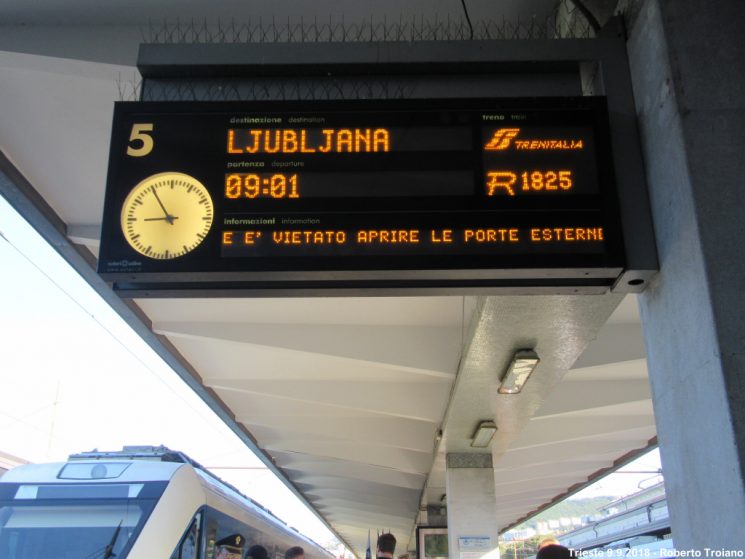 5
destinazione destination
LJUBLJANA
partenza departure
09:01
treno train
TRENITALIA
R 1825
informazioni information
E E' VIETATO APRIRE LE PORTE ESTERNE
Trieste 9.9.2018 - Roberto Troiano